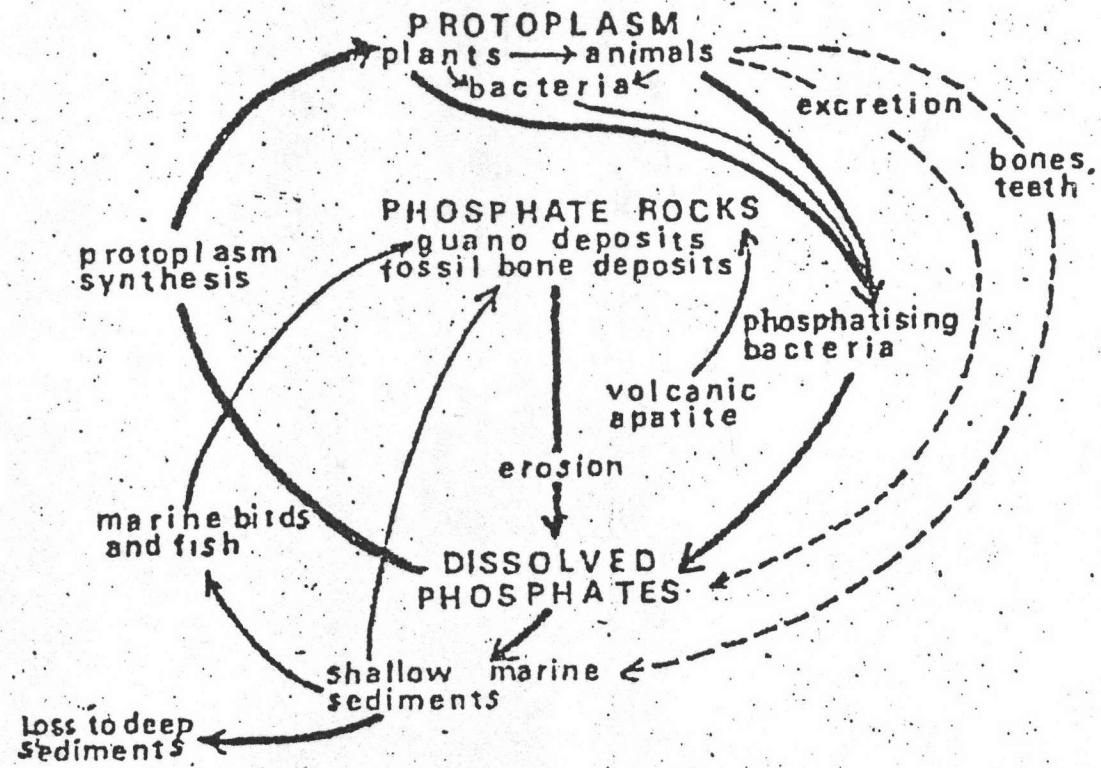 PROTOPLASM
plants animals
bacteria
excretion
bones,
teeth
PHOSPHATE ROCKS
guano deposits
fossil bone deposits
protoplasm
synthesis
phosphatising
bacteria
volcanic
apatite
erosion
marine birds
and fish
DISSOLVED
PHOSPHATES
shallow marine
sediments
Loss to deep
sediments